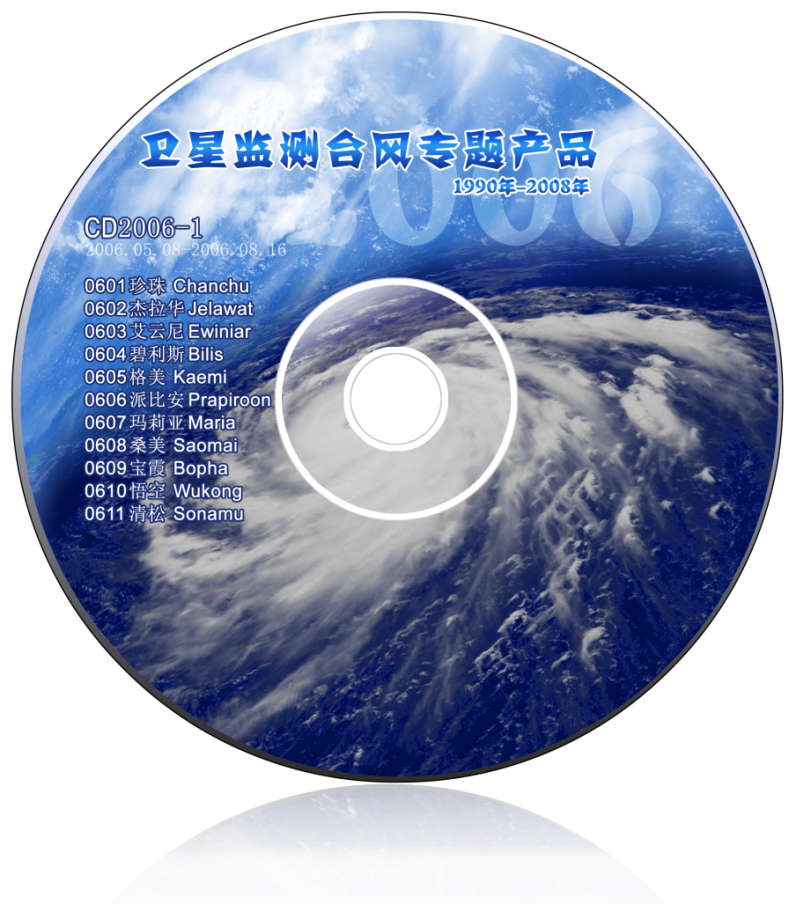 卫星监测台风专题产品
1990年-2008年
2006
CD2006-1
2006.05.08-2006.08.16
0601珍珠 Chanchu
0602杰拉华 Jelawat
0603艾云尼 Ewiniar
0604碧利斯 Bilis
0605格美 Kaemi
0606派比安 Prapiroon
0607玛莉亚 Maria
0608桑美 Saomai
0609宝霞 Bopha
0610悟空 Wukong
0611清松 Sonamu